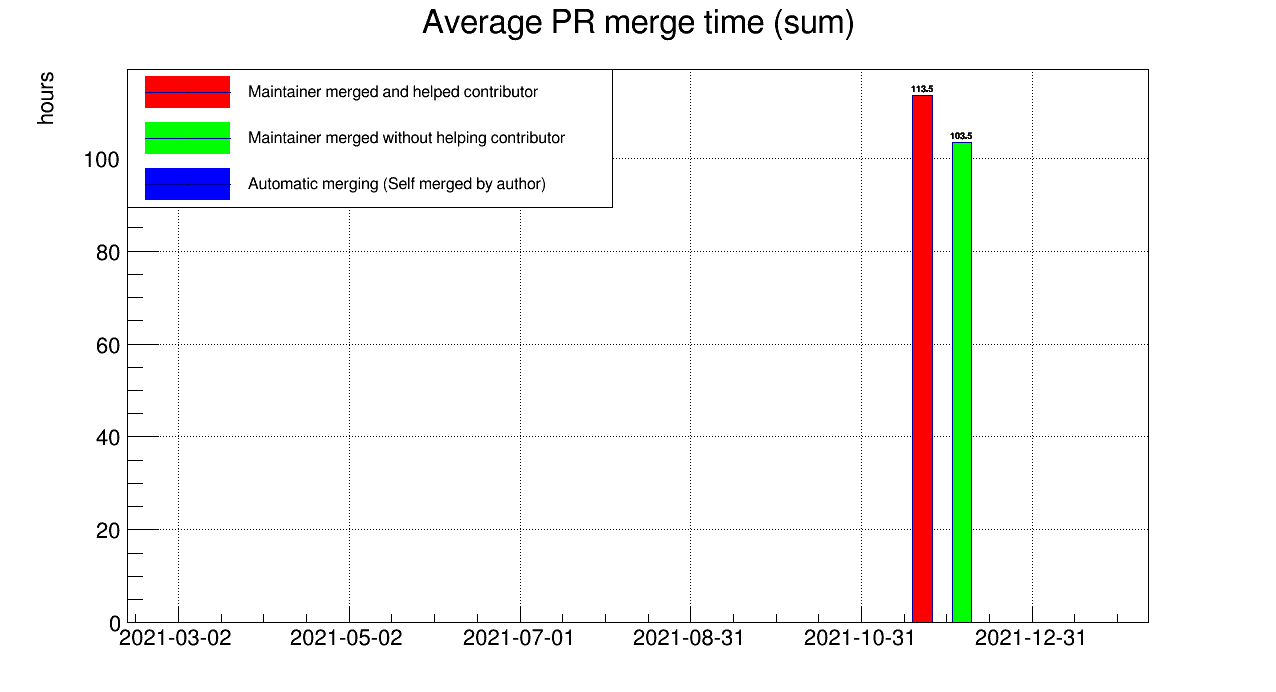 Average PR merge time (sum)
hours
Maintainer merged and helped contributor
Maintainer merged without helping contributor
Automatic merging (Self merged by author)
113.5
103.5
100
80
60
40
20
0
2021-03-02 2021-05-02 2021-07-01 2021-08-31 2021-10-31 2021-12-31